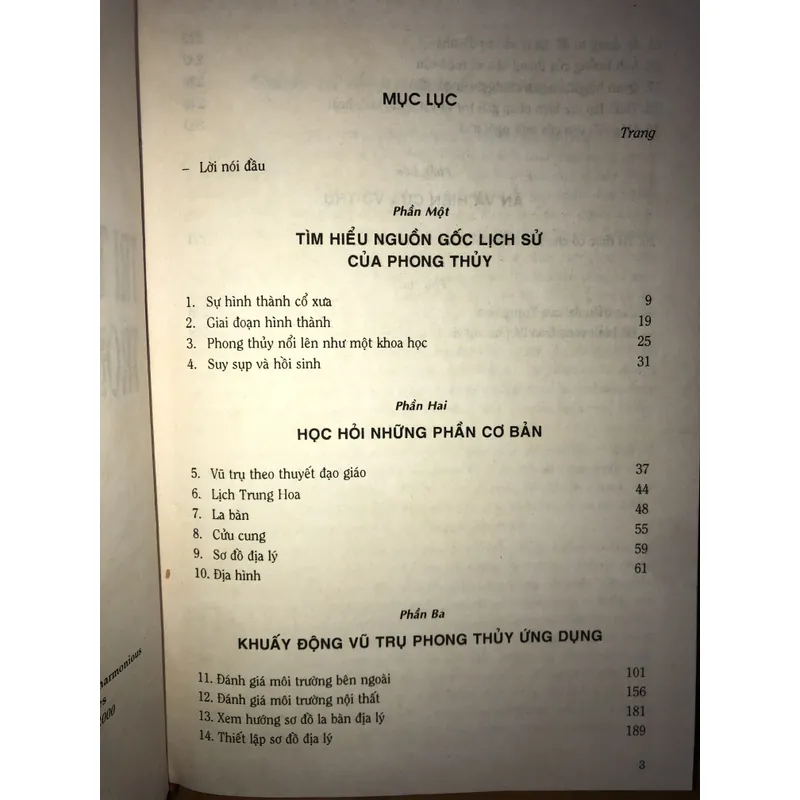 MỤC LỤC
Trang
– Lời nói đầu
Phần Một
TÌM HIỂU NGUỒN GỐC LỊCH SỬ
CỦA PHONG THỦY
1. Sự hình thành cổ xưa 9
2. Giai đoạn hình thành 19
3. Phong thủy nổi lên như một khoa học 25
4. Suy sụp và hồi sinh 31
Phần Hai
HỌC HỎI NHỮNG PHẦN CƠ BẢN
5. Vũ trụ theo thuyết đạo giáo 37
6. Lịch Trung Hoa 44
7. La bàn 48
8. Cửu cung 55
9. Sơ đồ địa lý 59
10. Địa hình 61
Phần Ba
KHUẤY ĐỘNG VŨ TRỤ PHONG THỦY ỨNG DỤNG
11. Đánh giá môi trường bên ngoài 101
12. Đánh giá môi trường nội thất 156
13. Xem hướng sơ đồ la bàn địa lý 181
14. Thiết lập sơ đồ địa lý 189
3
harmonious